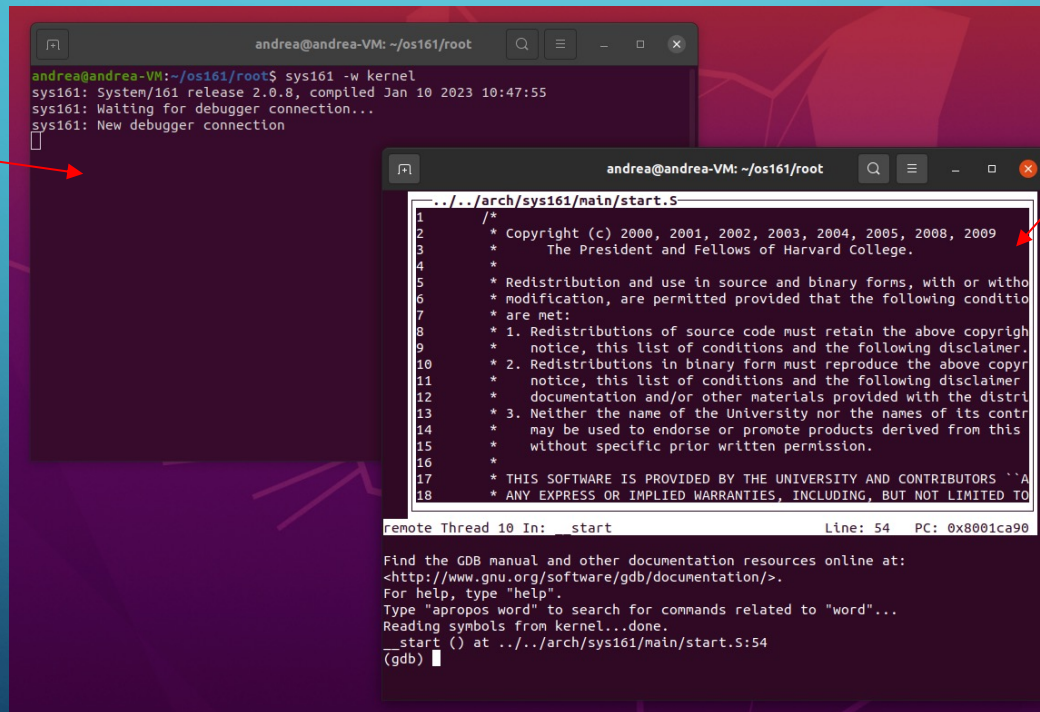 andrea@andrea-VM: ~/os161/root
andrea@andrea-VM:~/os161/root$ sys161 -w kernel
sys161: System/161 release 2.0.8, compiled Jan 10 2023 10:47:55
sys161: Waiting for debugger connection...
sys161: New debugger connection
andrea@andrea-VM: ~/os161/root
../../arch/sys161/main/start.S
1 /*
2 * Copyright (c) 2000, 2001, 2002, 2003, 2004, 2005, 2008, 2009
3 * The President and Fellows of Harvard College.
4 *
5 * Redistribution and use in source and binary forms, with or witho
6 * modification, are permitted provided that the following conditio
7 * are met:
8 * 1. Redistributions of source code must retain the above copyrigh
9 * notice, this list of conditions and the following disclaimer.
10 * 2. Redistributions in binary form must reproduce the above copyr
11 * notice, this list of conditions and the following disclaimer
12 * documentation and/or other materials provided with the distri
13 * 3. Neither the name of the University nor the names of its contr
14 * may be used to endorse or promote products derived from this
15 * without specific prior written permission.
16 *
17 * THIS SOFTWARE IS PROVIDED BY THE UNIVERSITY AND CONTRIBUTORS ``A
18 * ANY EXPRESS OR IMPLIED WARRANTIES, INCLUDING, BUT NOT LIMITED TO
remote Thread 10 In: __start Line: 54 PC: 0x8001ca90
Find the GDB manual and other documentation resources online at:
<http://www.gnu.org/software/gdb/documentation/>.
For help, type "help".
Type "apropos word" to search for commands related to "word"...
Reading symbols from kernel...done.
__start () at ../../arch/sys161/main/start.S:54
(gdb)